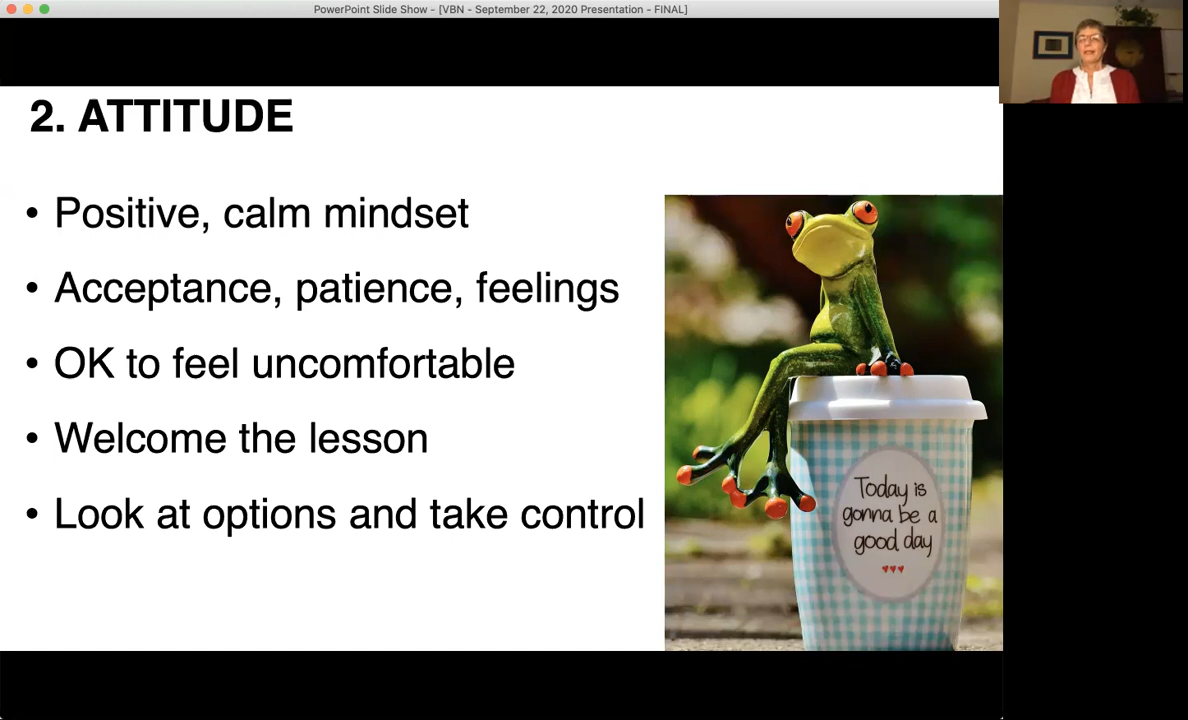 PowerPoint Slide Show - [VBN - September 22, 2020 Presentation - FINAL]
2. ATTITUDE
• Positive, calm mindset
• Acceptance, patience, feelings
• OK to feel uncomfortable
• Welcome the lesson
• Look at options and take control
Today is
gonna be a
good day